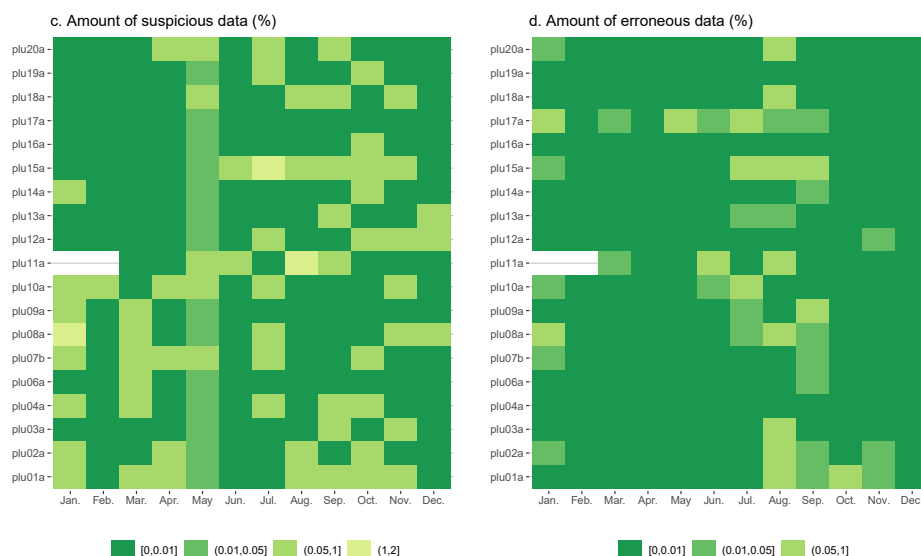 c. Amount of suspicious data (%)
plu20a
plu19a
plu18a
plu17a
plu16a
plu15a
plu14a
plu13a
plu12a
plu11a
plu10a
plu09a
plu08a
plu07b
plu06a
plu04a
plu03a
plu02a
plu01a
Jan. Feb. Mar. Apr. May Jun. Jul. Aug. Sep. Oct. Nov. Dec.
[0,0.01] (0.01,0.05] (0.05,1] (1,2]
d. Amount of erroneous data (%)
plu20a
plu19a
plu18a
plu17a
plu16a
plu15a
plu14a
plu13a
plu12a
plu11a
plu10a
plu09a
plu08a
plu07b
plu06a
plu04a
plu03a
plu02a
plu01a
Jan. Feb. Mar. Apr. May Jun. Jul. Aug. Sep. Oct. Nov. Dec
[0,0.01] (0.01,0.05] (0.05,1]